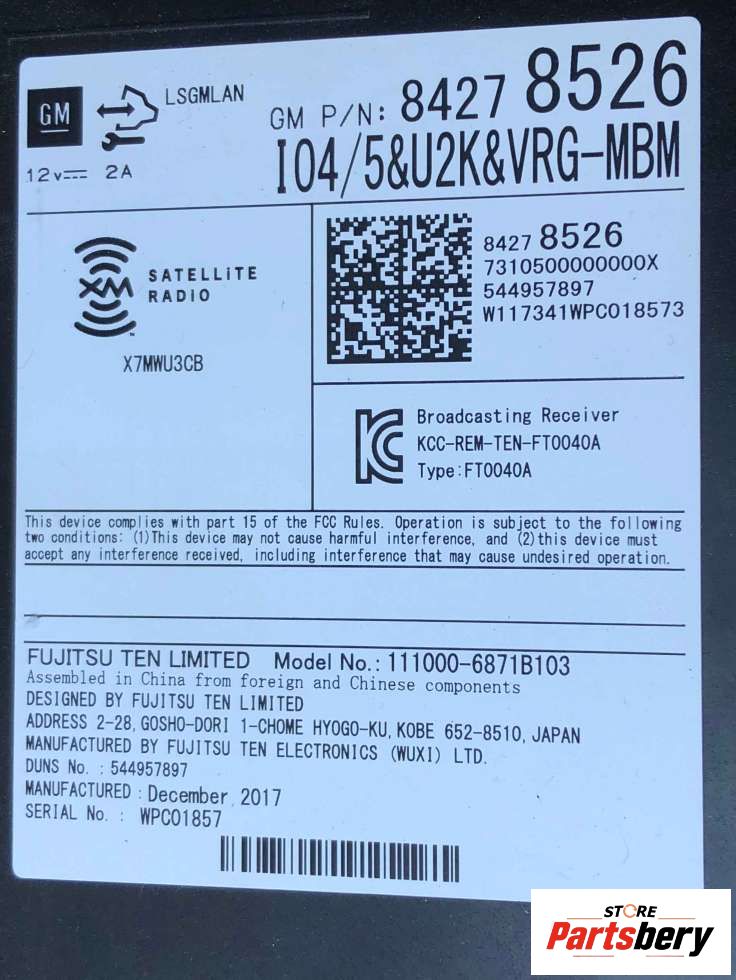 GM
LSGMLAN
GM P/N: 8427 8526
12v⎓ 2A
IO4/5&U2K&VRG-MBM
XM
SATELLITE
RADIO
™
X7MWU3CB
8427 8526
7310500000000X
544957897
W117341WPC018573
Broadcasting Receiver
KCC-REM-TEN-FT0040A
Type:FT0040A
This device complies with part 15 of the FCC Rules. Operation is subject to the following
two conditions: (1)This device may not cause harmful interference, and (2)this device must
accept any interference received, including interference that may cause undesired operation.
FUJITSU TEN LIMITED Model No.:111000-6871B103
Assembled in China from foreign and Chinese components
DESIGNED BY FUJITSU TEN LIMITED
ADDRESS 2-28,GOSHO-DORI 1-CHOME HYOGO-KU,KOBE 652-8510,JAPAN
MANUFACTURED BY FUJITSU TEN ELECTRONICS (WUXI) LTD.
DUNS No. :544957897
MANUFACTURED :December 2017
SERIAL No. : WPC01857
STORE
Partsbery